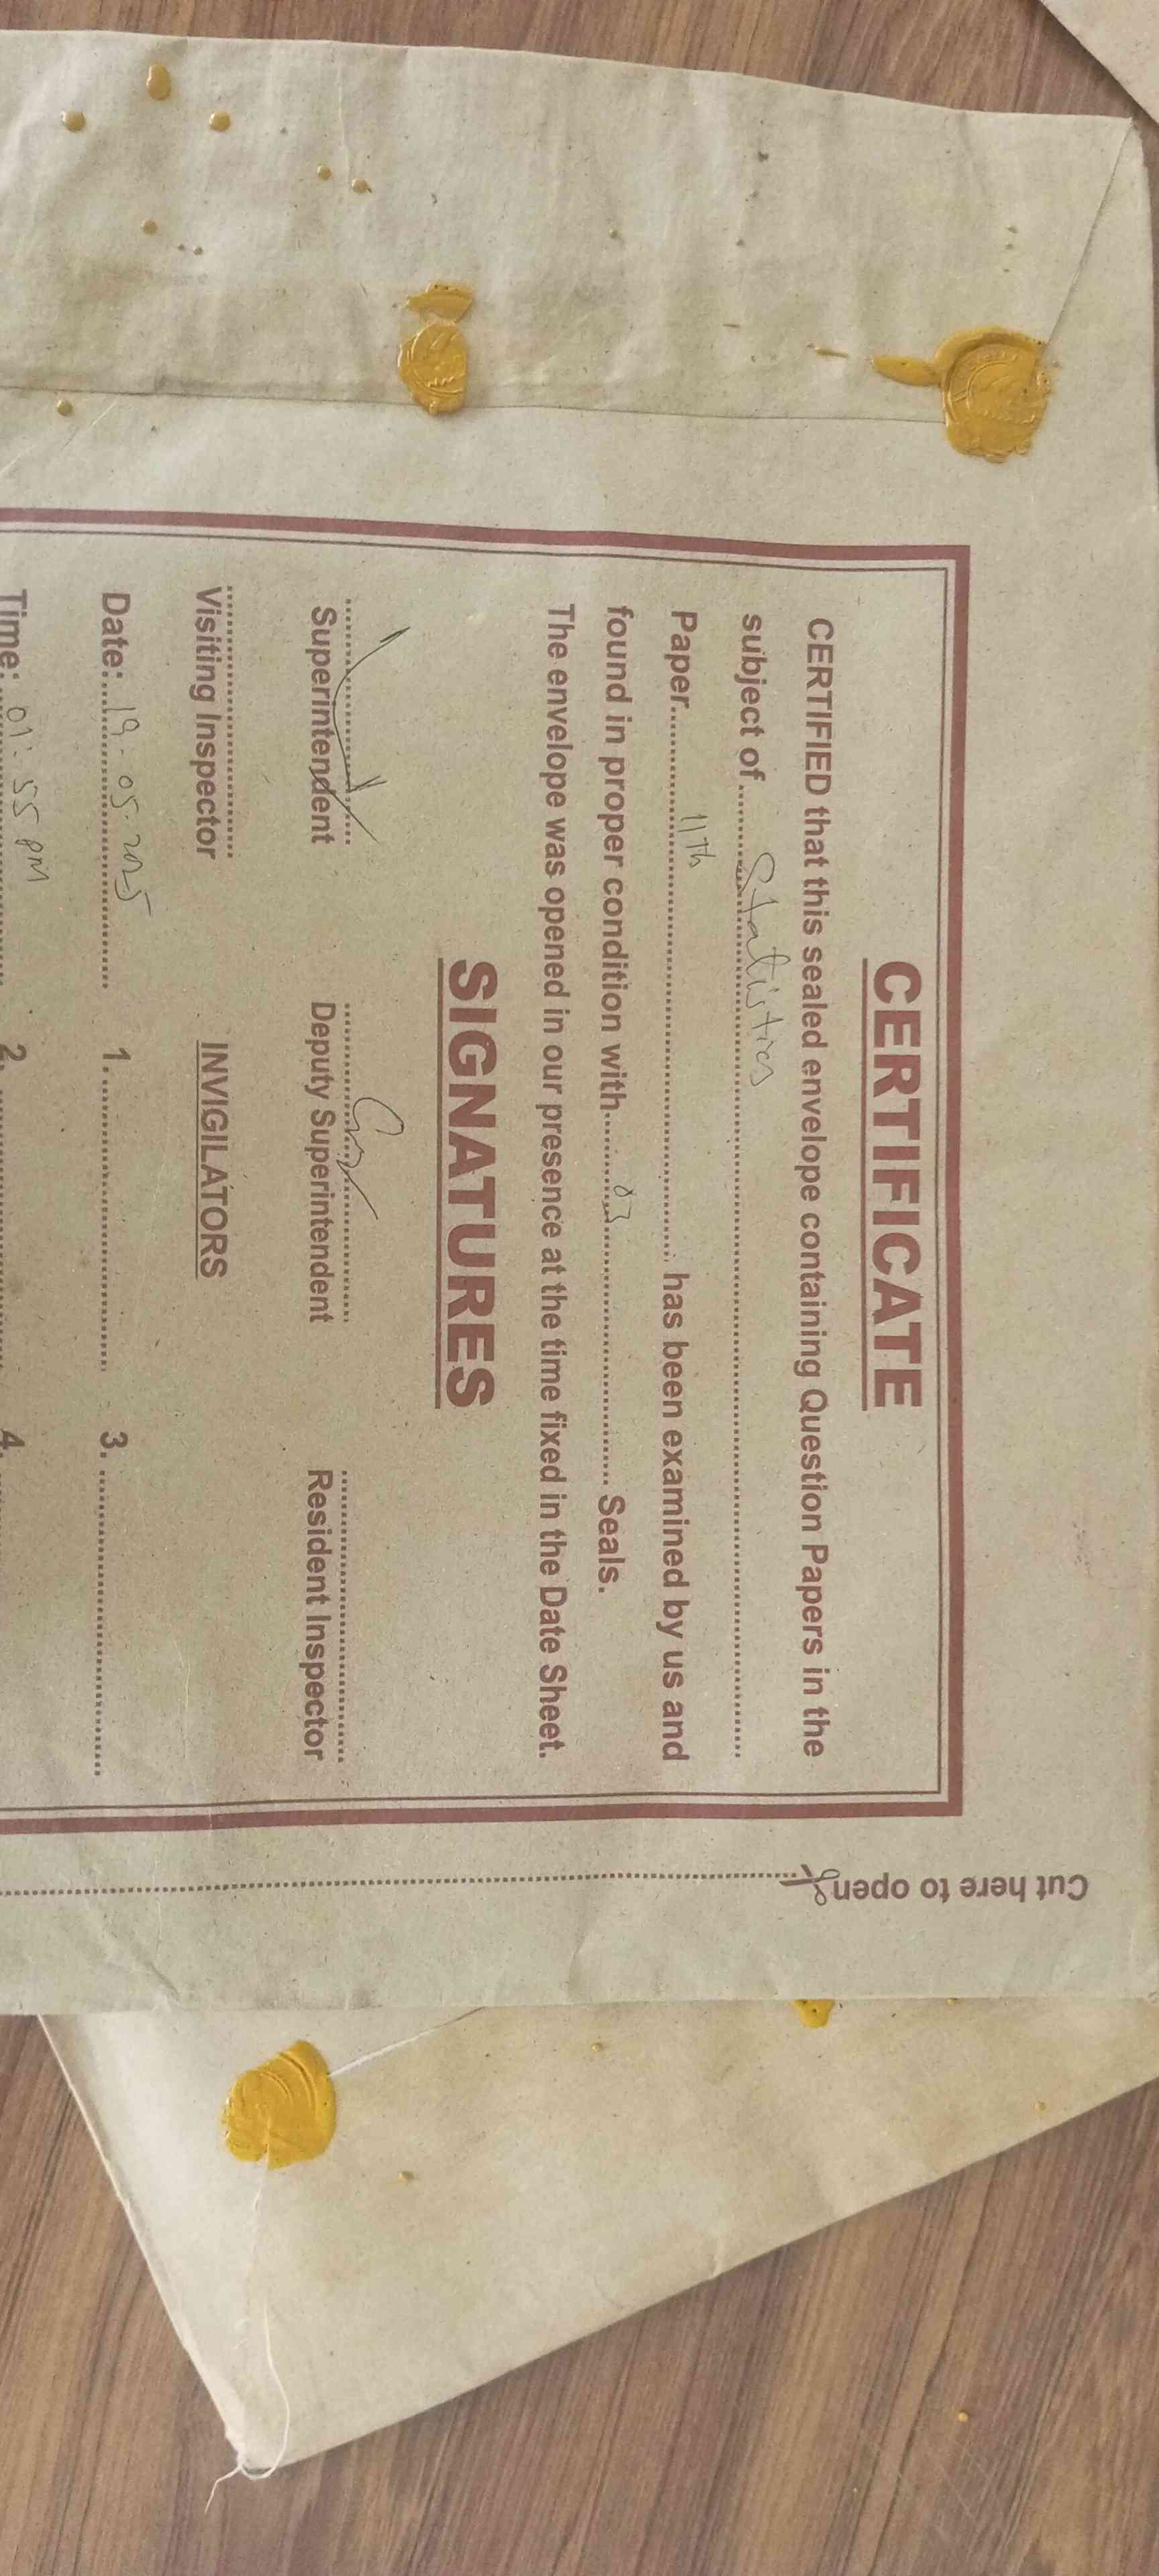 CERTIFICATE
CERTIFIED that this sealed envelope containing Question Papers in the
subject of........Statistics........
Paper........11th........ has been examined by us and
found in proper condition with........03........ Seals.
The envelope was opened in our presence at the time fixed in the Date Sheet.
SIGNATURES
Superintendent Deputy Superintendent Resident Inspector
Visiting Inspector INVIGILATORS
Date:....19.05.2025.... 1. ........ 3. ........
Time:....01:55 PM.... 2. ........ 4. ........
Cut here to open